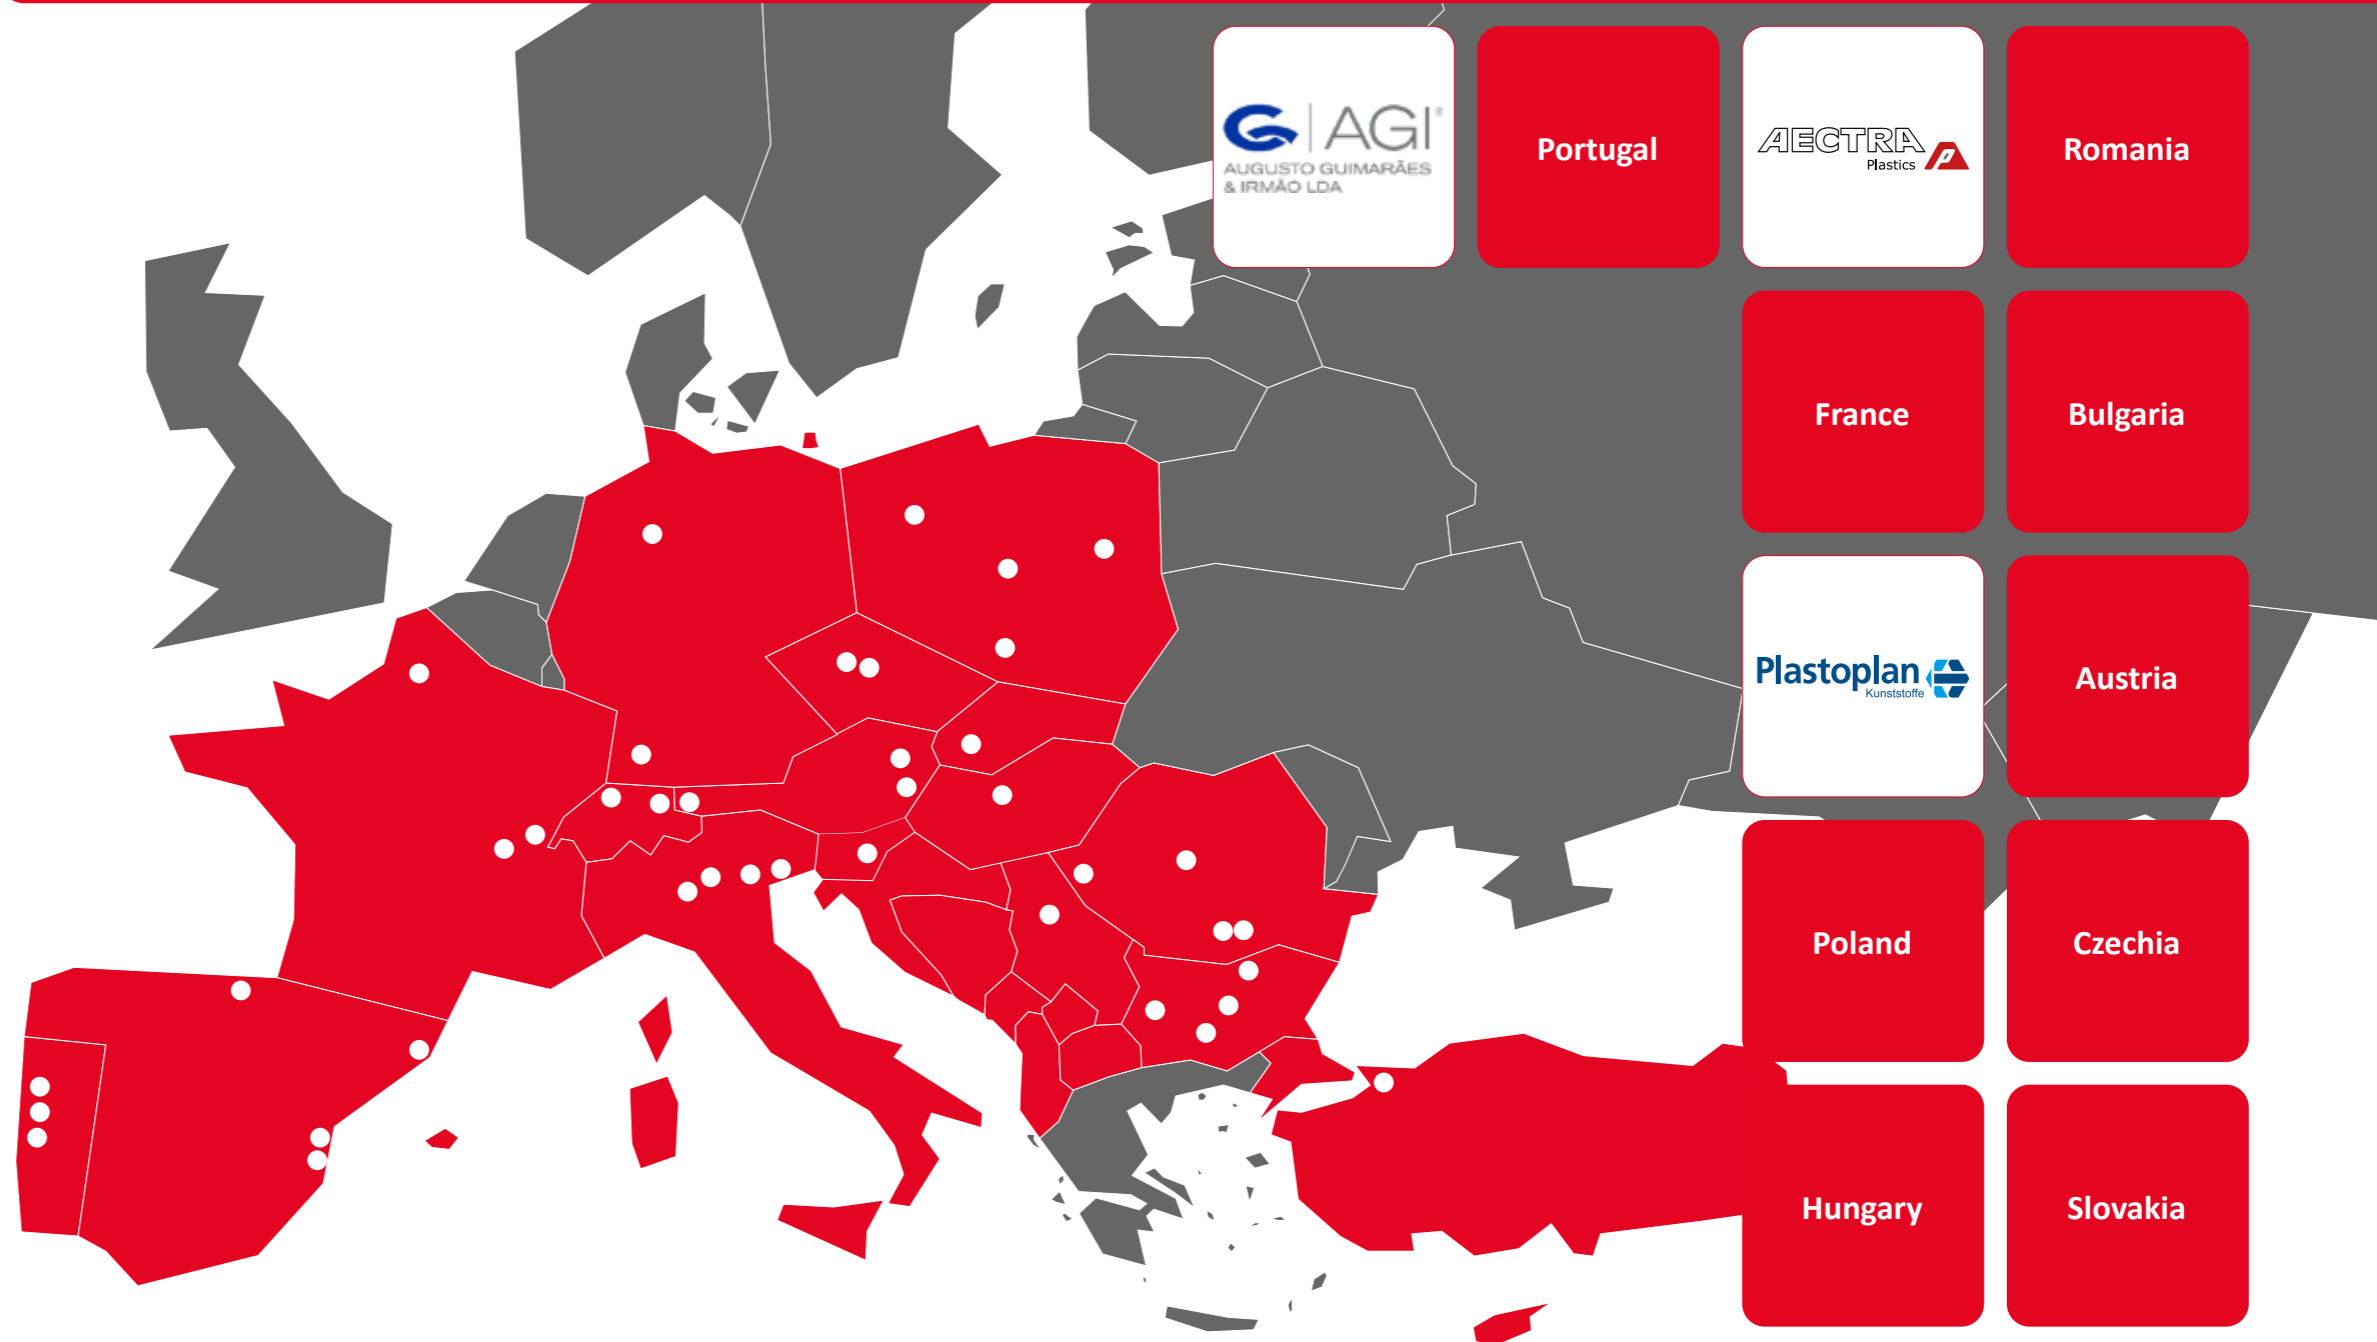 G | AGI®
AUGUSTO GUIMARÃES
& IRMÃO LDA
Portugal
AECTRA
Plastics
Romania
France
Bulgaria
Plastoplan
Kunststoffe
Austria
Poland
Czechia
Hungary
Slovakia